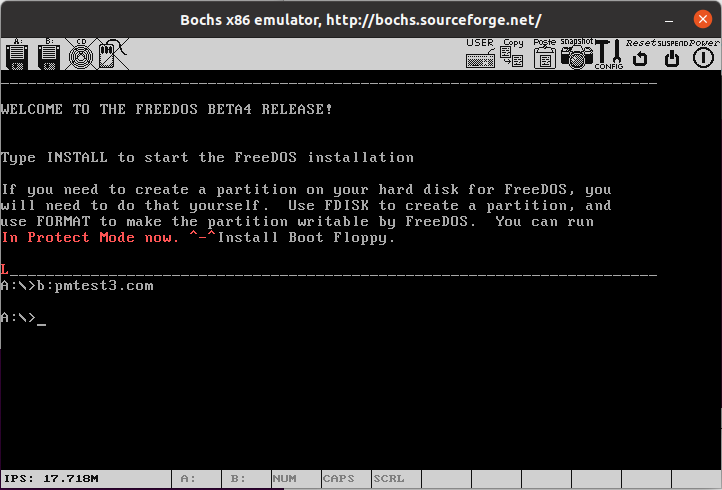 Bochs x86 emulator, http://bochs.sourceforge.net/
A: B: CD USER Copy Paste snapshot CONFIG Reset SUSPEND Power
WELCOME TO THE FREEDOS BETA4 RELEASE!
Type INSTALL to start the FreeDOS installation
If you need to create a partition on your hard disk for FreeDOS, you
will need to do that yourself.  Use FDISK to create a partition, and
use FORMAT to make the partition writable by FreeDOS.  You can run
In Protect Mode now. ^-^Install Boot Floppy.
L________________________________________________________________________
A:\>b:pmtest3.com
A:\>_
IPS: 17.718M A: B: NUM CAPS SCRL